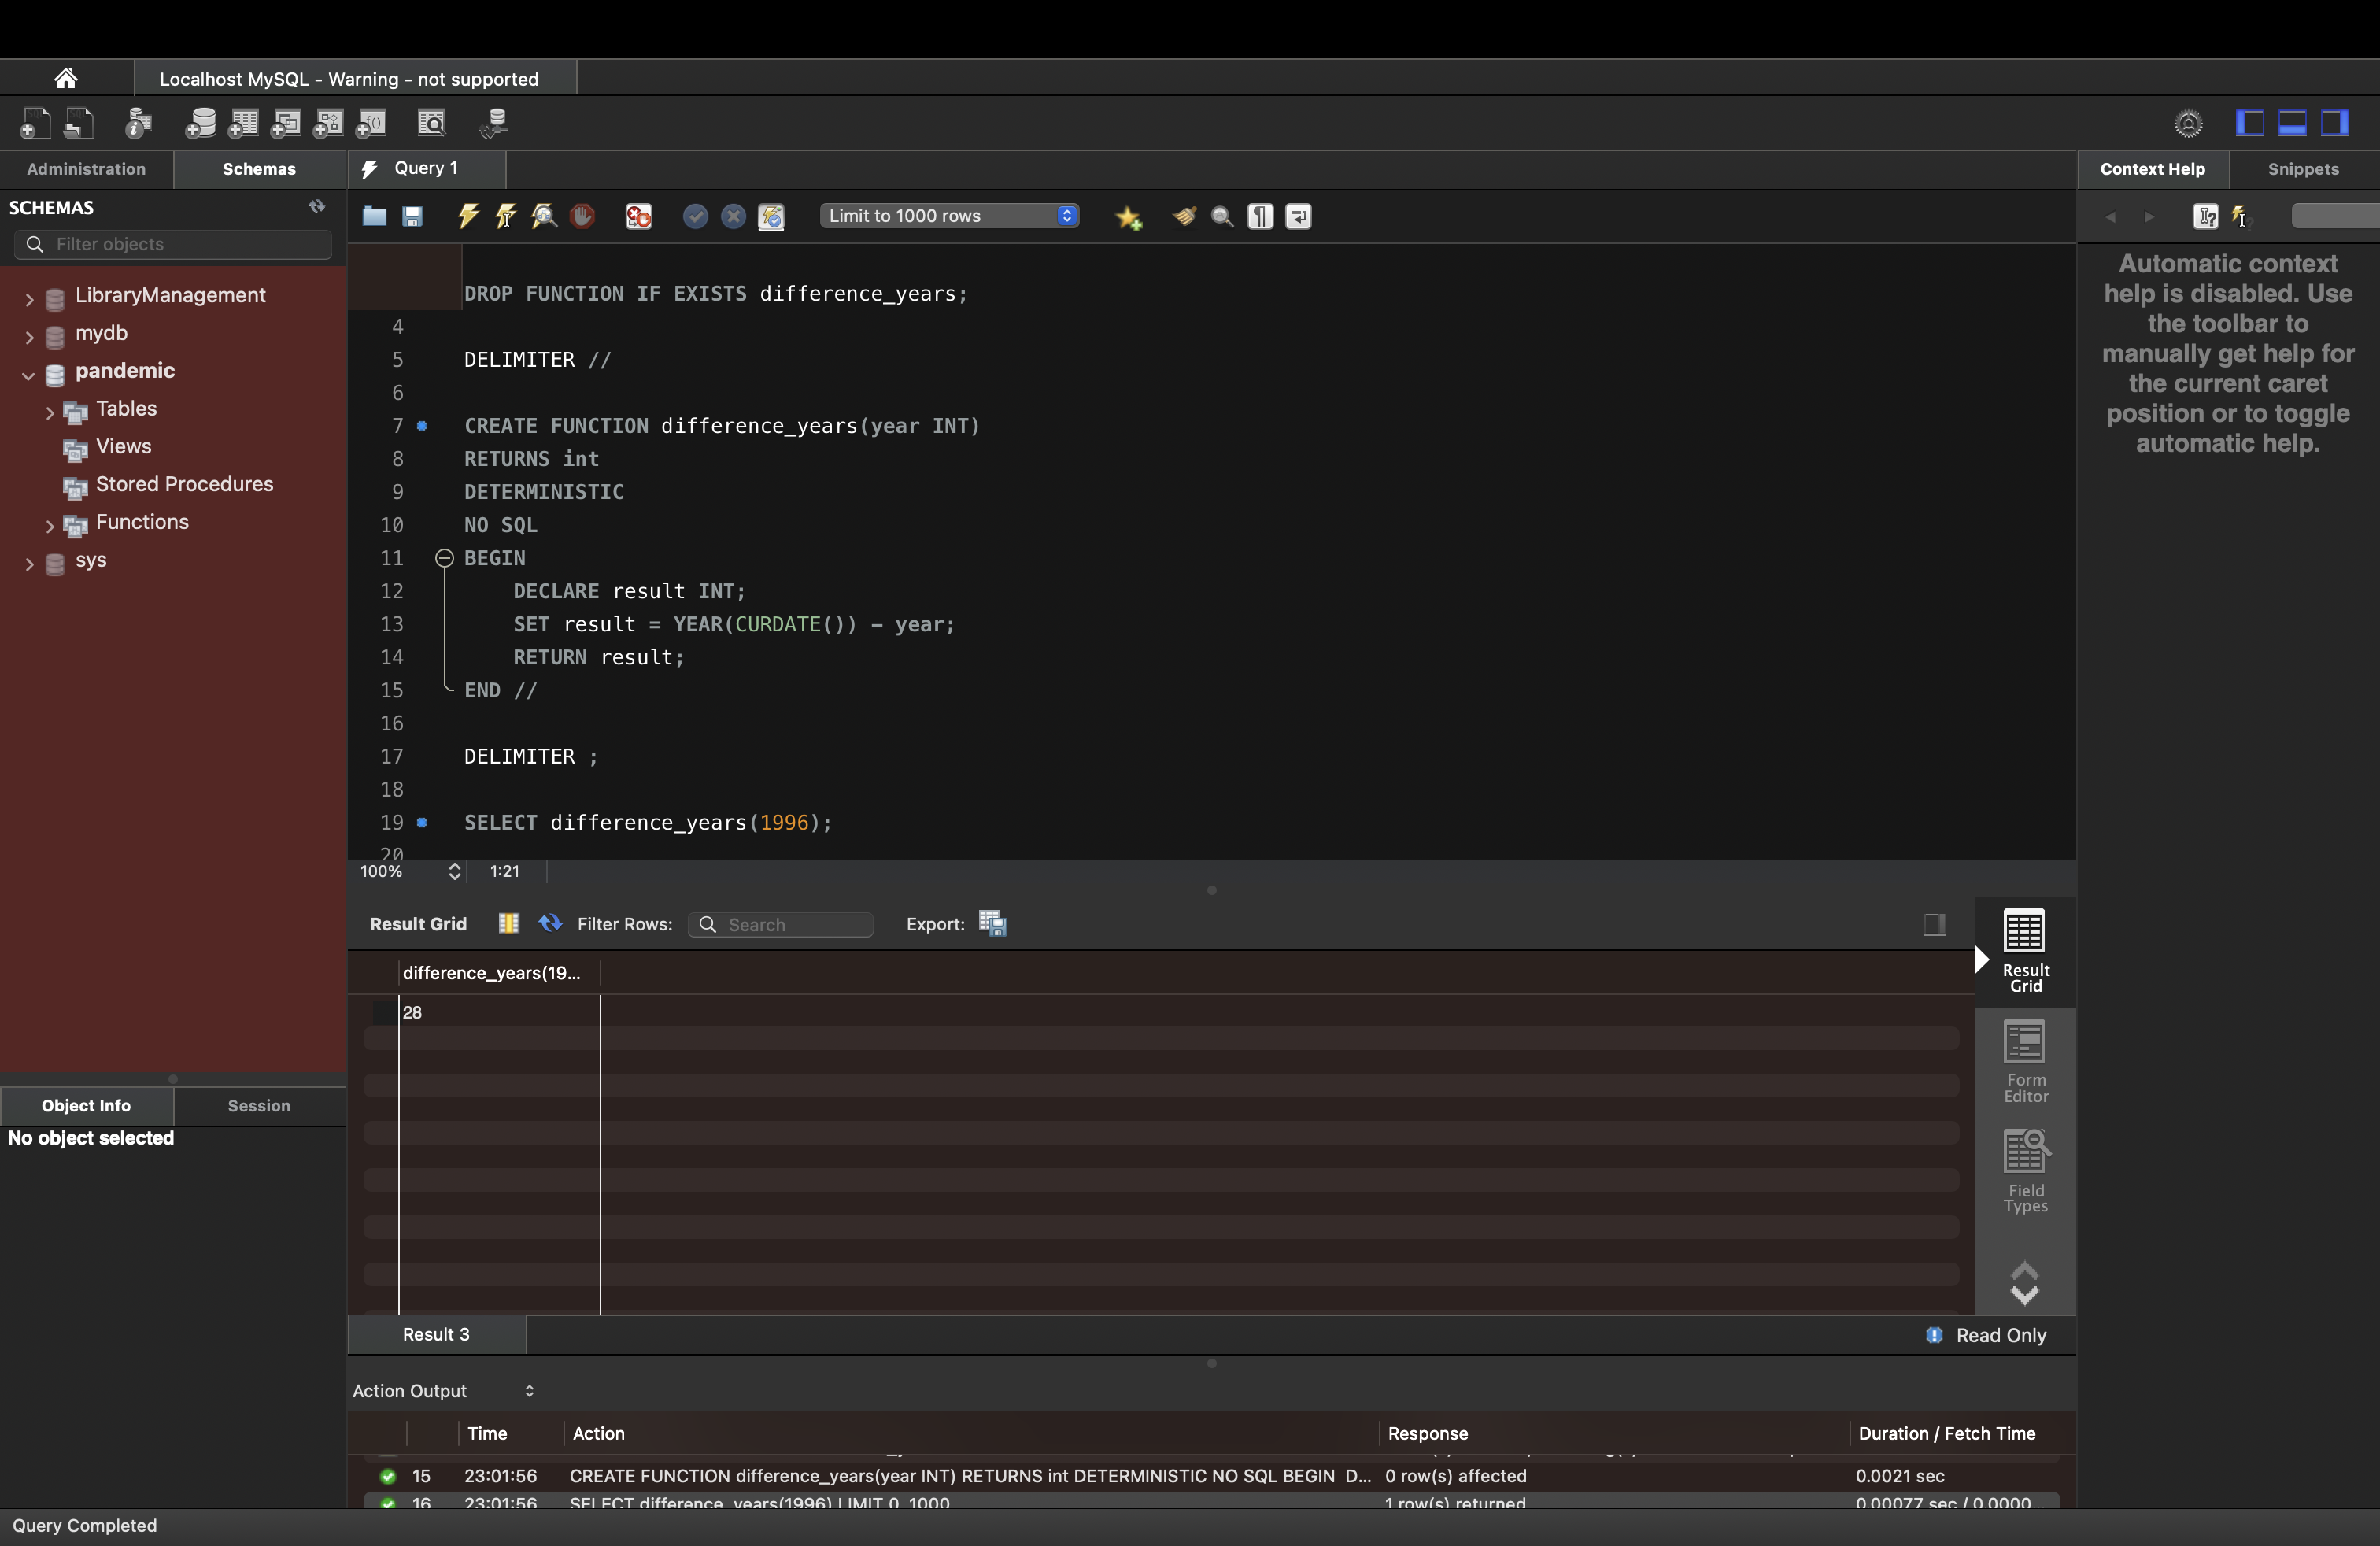 Localhost MySQL - Warning - not supported
Administration
Schemas
Query 1
Context Help
Snippets
SCHEMAS
Filter objects
Limit to 1000 rows
LibraryManagement
mydb
pandemic
Tables
Views
Stored Procedures
Functions
sys
DROP FUNCTION IF EXISTS difference_years;
4
5 DELIMITER //
6
7 CREATE FUNCTION difference_years(year INT)
8 RETURNS int
9 DETERMINISTIC
10 NO SQL
11 BEGIN
12 DECLARE result INT;
13 SET result = YEAR(CURDATE()) - year;
14 RETURN result;
15 END //
16
17 DELIMITER ;
18
19 SELECT difference_years(1996);
20
100% 1:21
Automatic context
help is disabled. Use
the toolbar to
manually get help for
the current caret
position or to toggle
automatic help.
Result Grid Filter Rows: Search Export:
difference_years(19...
28
Result
Grid
Form
Editor
Field
Types
Object Info
Session
No object selected
Result 3
Read Only
Action Output
Time Action Response Duration / Fetch Time
15 23:01:56 CREATE FUNCTION difference_years(year INT) RETURNS int DETERMINISTIC NO SQL BEGIN D... 0 row(s) affected 0.0021 sec
16 23:01:56 SELECT difference_years(1996) LIMIT 0, 1000 1 row(s) returned 0.00077 sec / 0.0000...
Query Completed